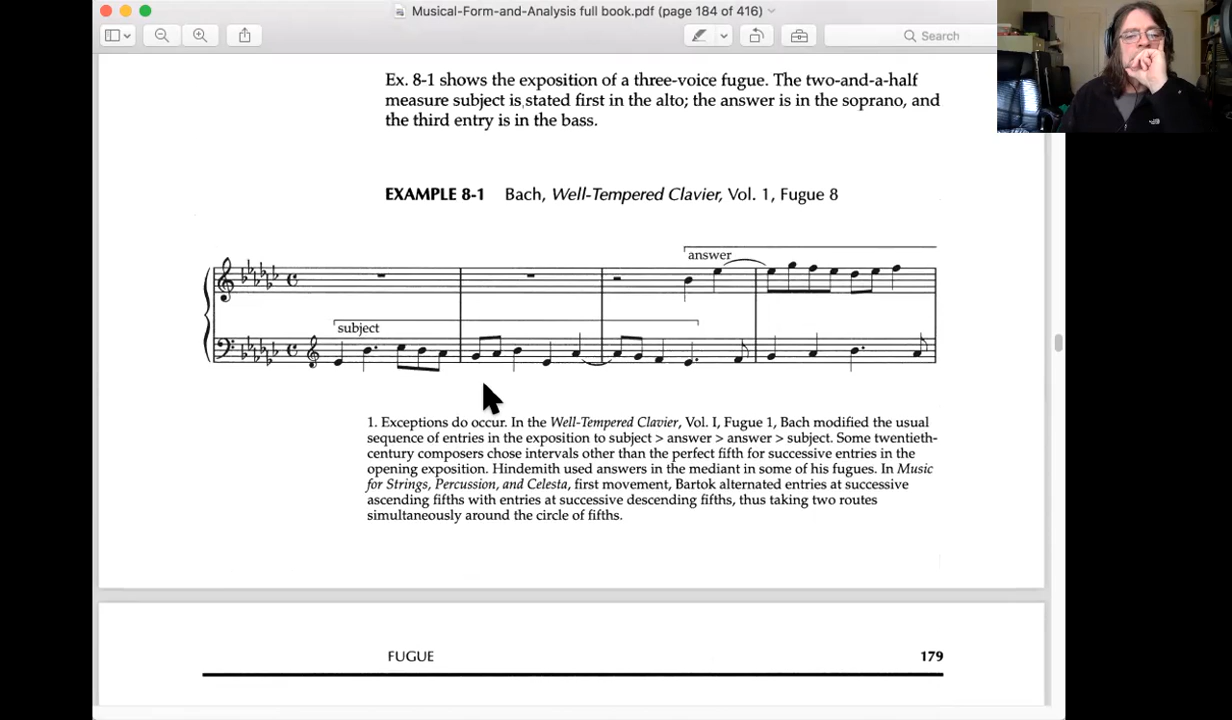 Musical-Form-and-Analysis full book.pdf (page 184 of 416)
Search
Ex. 8-1 shows the exposition of a three-voice fugue. The two-and-a-half
measure subject is stated first in the alto; the answer is in the soprano, and
the third entry is in the bass.
EXAMPLE 8-1 Bach, Well-Tempered Clavier, Vol. 1, Fugue 8
answer
subject
1. Exceptions do occur. In the Well-Tempered Clavier, Vol. I, Fugue 1, Bach modified the usual
sequence of entries in the exposition to subject > answer > answer > subject. Some twentieth-
century composers chose intervals other than the perfect fifth for successive entries in the
opening exposition. Hindemith used answers in the mediant in some of his fugues. In Music
for Strings, Percussion, and Celesta, first movement, Bartok alternated entries at successive
ascending fifths with entries at successive descending fifths, thus taking two routes
simultaneously around the circle of fifths.
FUGUE 179